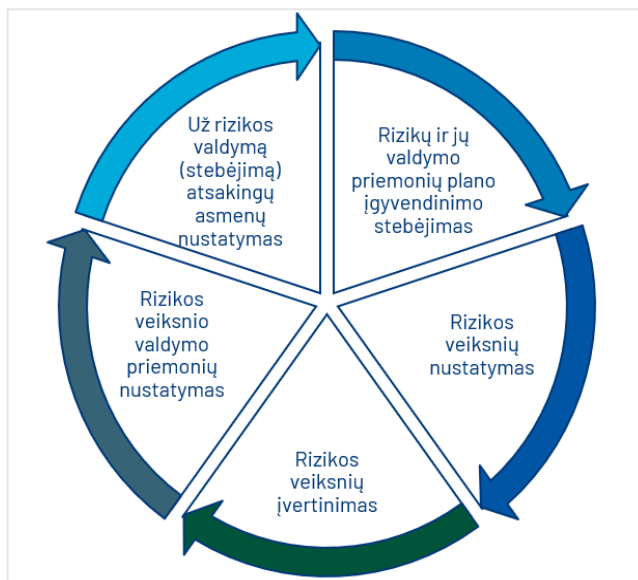 Už rizikos
valdymą
(stebėjimą)
atsakingų
asmenų
nustatymas
Rizikų ir jų
valdymo
priemonių plano
įgyvendinimo
stebėjimas
Rizikos
veiksnių
nustatymas
Rizikos
veiksnių
įvertinimas
Rizikos
veiksnio
valdymo
priemonių
nustatymas